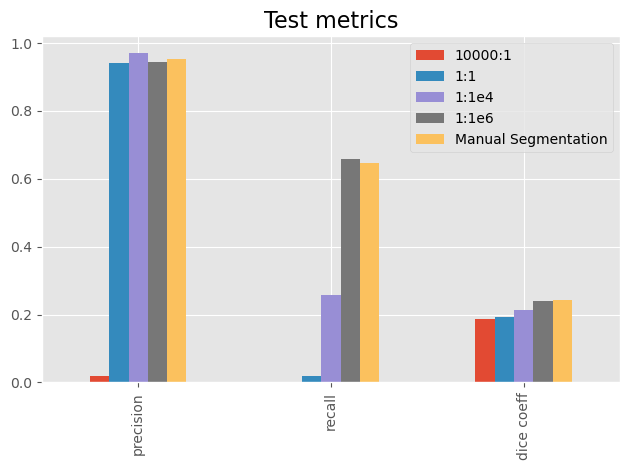 Test metrics
1.0
0.8
0.6
0.4
0.2
0.0
10000:1
1:1
1:1e4
1:1e6
Manual Segmentation
precision
recall
dice coeff